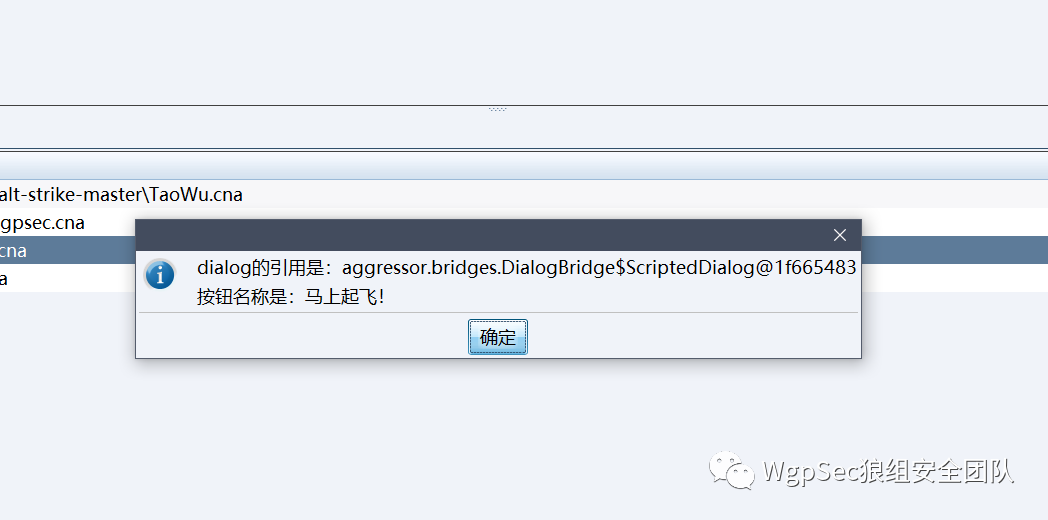 alt-strike-master\TaoWu.cna
gpsec.cna
cna
a
dialog的引用是：aggressor.bridges.DialogBridge$ScriptedDialog@1f665483
按钮名称是：马上起飞！
确定
WgpSec狼组安全团队